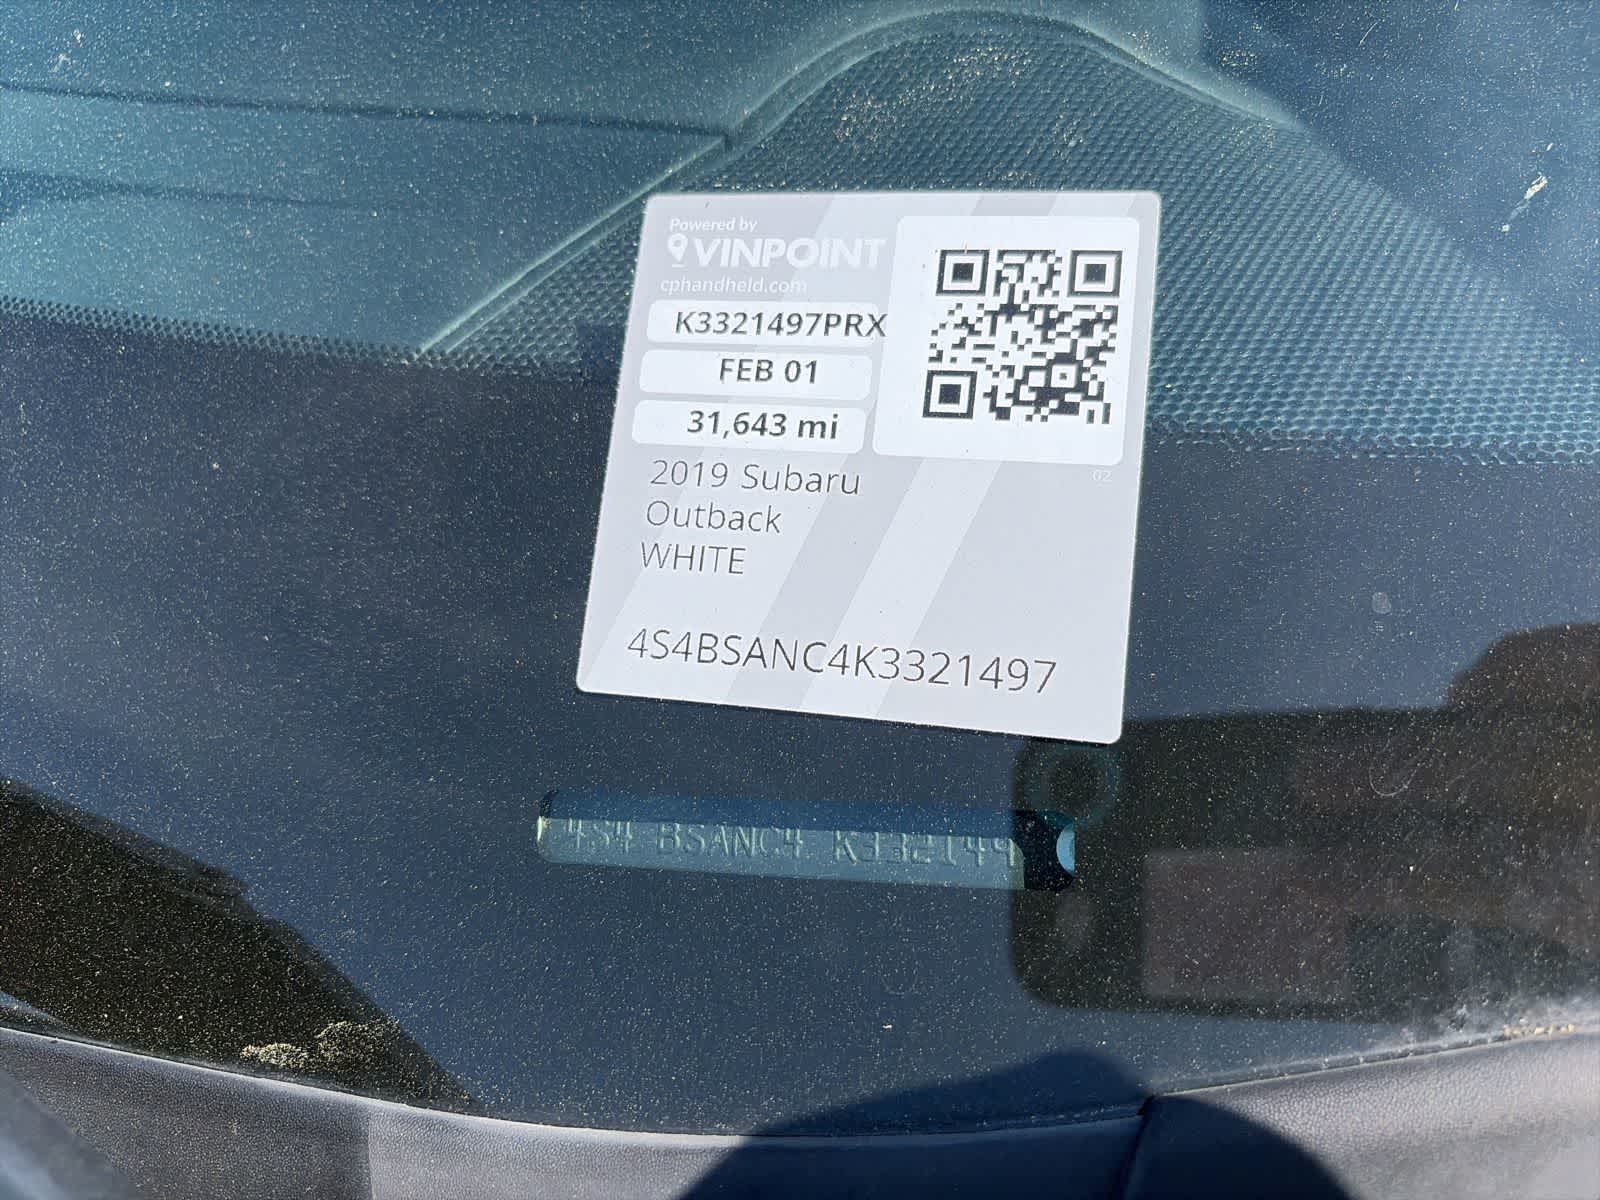 Powered by
VINPOINT
cphandheld.com
K3321497PRX
FEB 01
31,643 mi
02
2019 Subaru
Outback
WHITE
4S4BSANC4K3321497
4S4 BSANC4 K332149